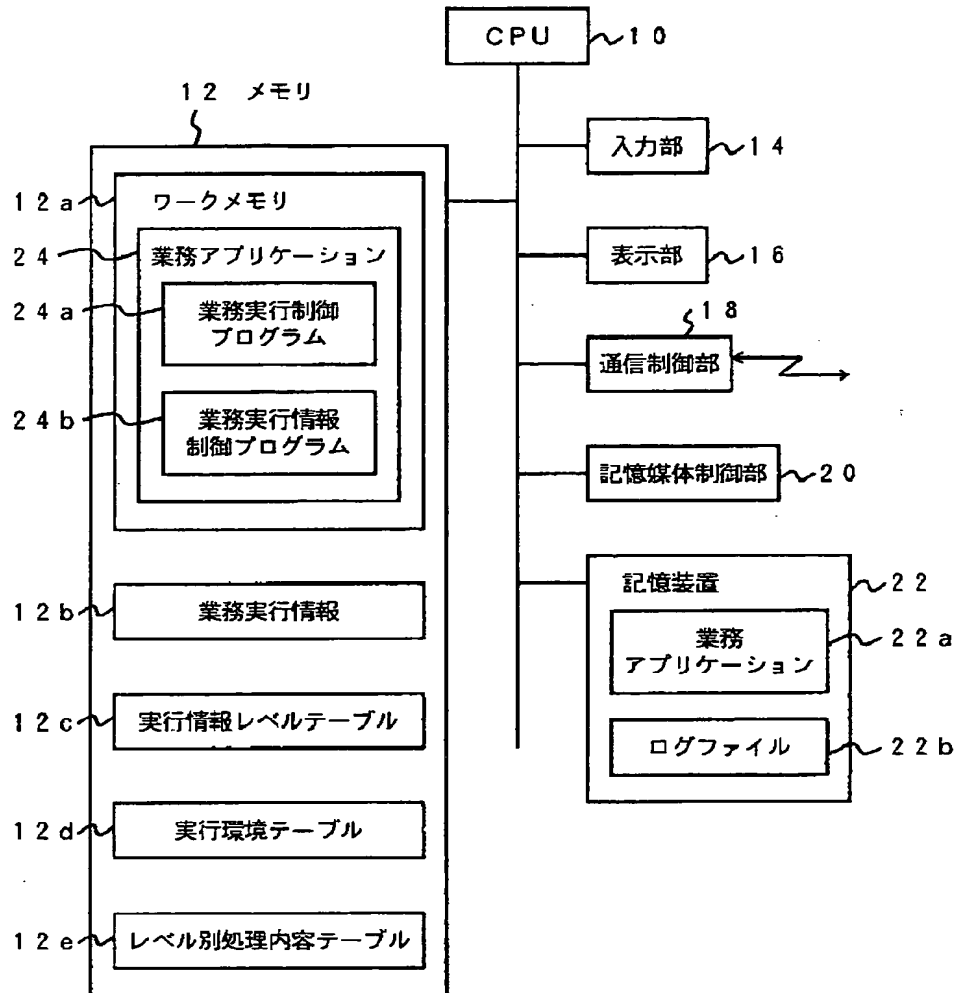 CPU
10
12 メモリ
入力部
14
12a
ワークメモリ
24
業務アプリケーション
表示部
16
24a
業務実行制御
プログラム
18
通信制御部
24b
業務実行情報
制御プログラム
記憶媒体制御部
20
記憶装置
22
12b
業務実行情報
業務
アプリケーション
22a
12c
実行情報レベルテーブル
ログファイル
22b
12d
実行環境テーブル
12e
レベル別処理内容テーブル